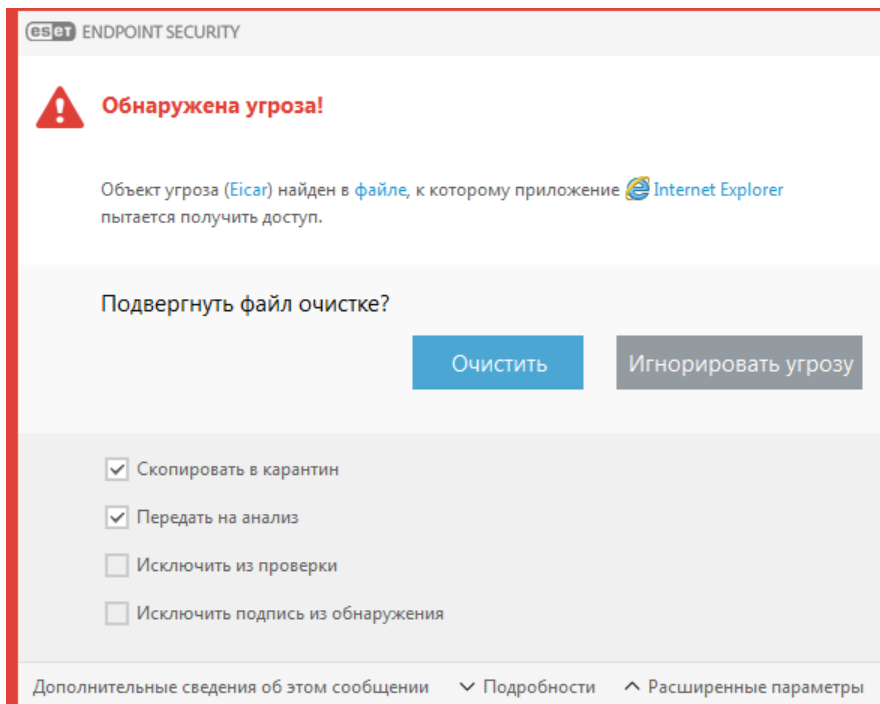 eset ENDPOINT SECURITY
Обнаружена угроза!
Объект угроза (Eicar) найден в файле, к которому приложение Internet Explorer
пытается получить доступ.
Подвергнуть файл очистке?
Очистить Игнорировать угрозу
Скопировать в карантин
Передать на анализ
Исключить из проверки
Исключить подпись из обнаружения
Дополнительные сведения об этом сообщении Подробности Расширенные параметры